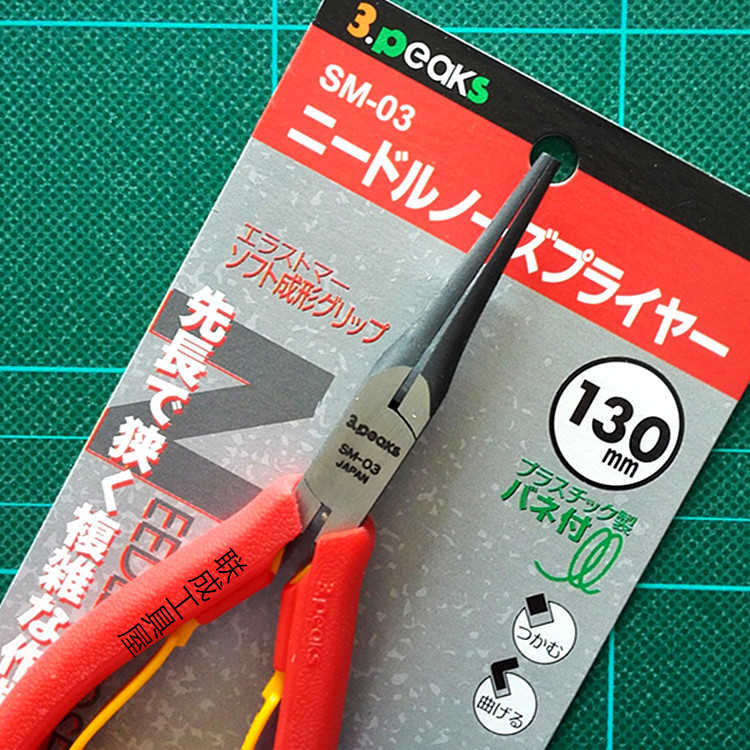 3.peaks
SM-03
ニードルノーズプライヤー
エラストマー
ソフト成形グリップ
先長で狭く複雑な作
130
mm
プラスチック製
バネ付
つかむ
曲げる
3.peaks
SM-03
JAPAN
3.peaks
联成工具屋